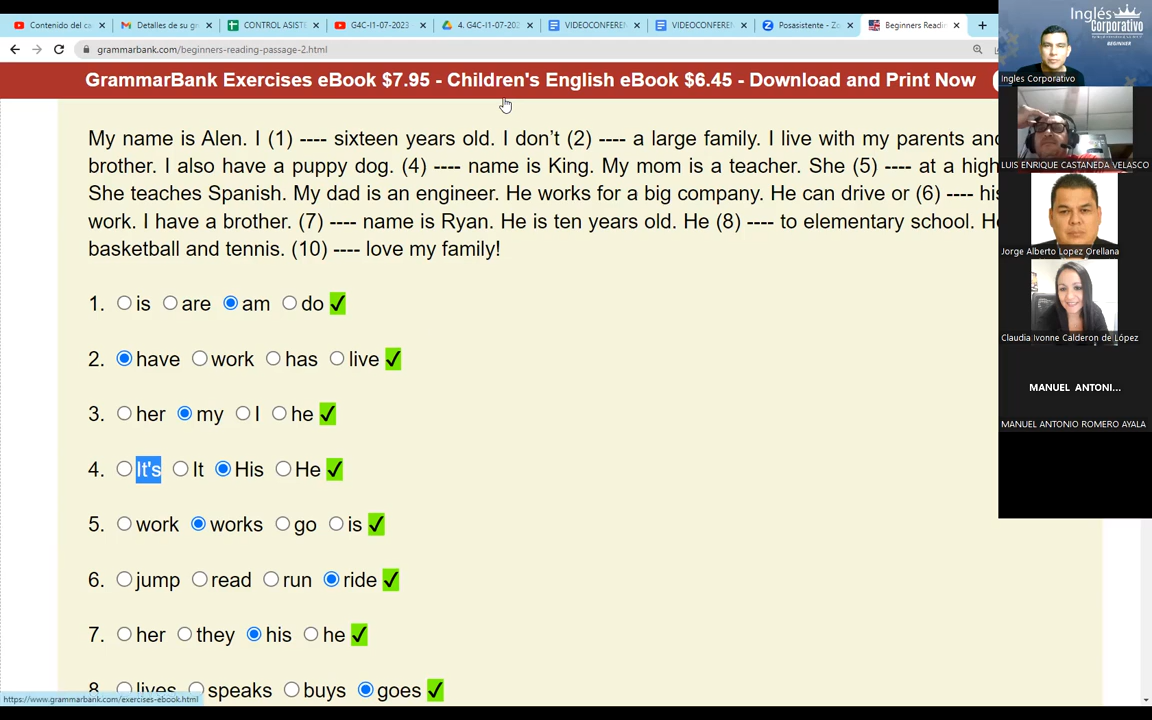 Contenido del ca
Detalles de su gr
CONTROL ASIST
G4C-I1-07-2023
4. G4C-I1-07-202
VIDEOCONFEREN
VIDEOCONFEREN
Posasistente - Zo
Beginners Readi
grammarbank.com/beginners-reading-passage-2.html
GrammarBank Exercises eBook $7.95 - Children's English eBook $6.45 - Download and Print Now
My name is Alen. I (1) ---- sixteen years old. I don't (2) ---- a large family. I live with my parents and
brother. I also have a puppy dog. (4) ---- name is King. My mom is a teacher. She (5) ---- at a high
She teaches Spanish. My dad is an engineer. He works for a big company. He can drive or (6) ---- his
work. I have a brother. (7) ---- name is Ryan. He is ten years old. He (8) ---- to elementary school. He
basketball and tennis. (10) ---- love my family!
1. is are am do ✓
2. have work has live ✓
3. her my I he ✓
4. It's It His He ✓
5. work works go is ✓
6. jump read run ride ✓
7. her they his he ✓
8. lives speaks buys goes ✓
https://www.grammarbank.com/exercises-ebook.html
Inglés
Corporativo
BEGINNER
Ingles Corporativo
LUIS ENRIQUE CASTANEDA VELASCO
Jorge Alberto Lopez Orellana
Claudia Ivonne Calderon de López
MANUEL ANTONI...
MANUEL ANTONIO ROMERO AYALA